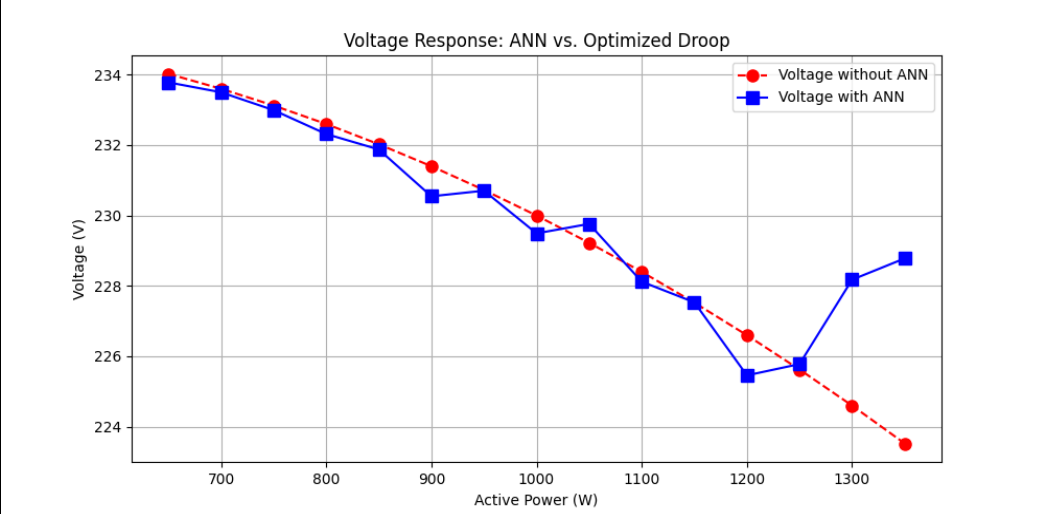 Voltage Response: ANN vs. Optimized Droop
Voltage without ANN
Voltage with ANN
234
232
230
228
226
224
Voltage (V)
700 800 900 1000 1100 1200 1300
Active Power (W)